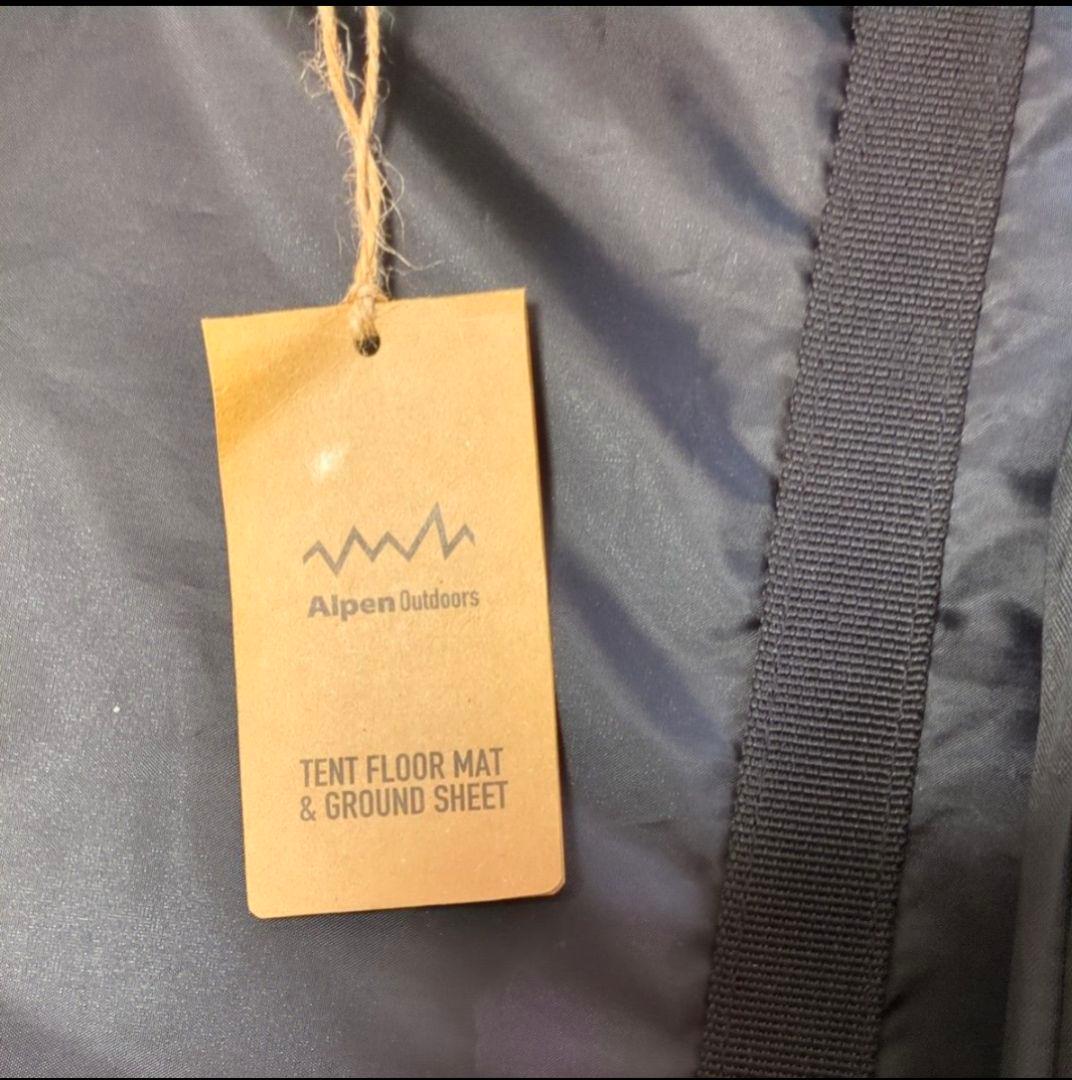 Alpen Outdoors
TENT FLOOR MAT
& GROUND SHEET